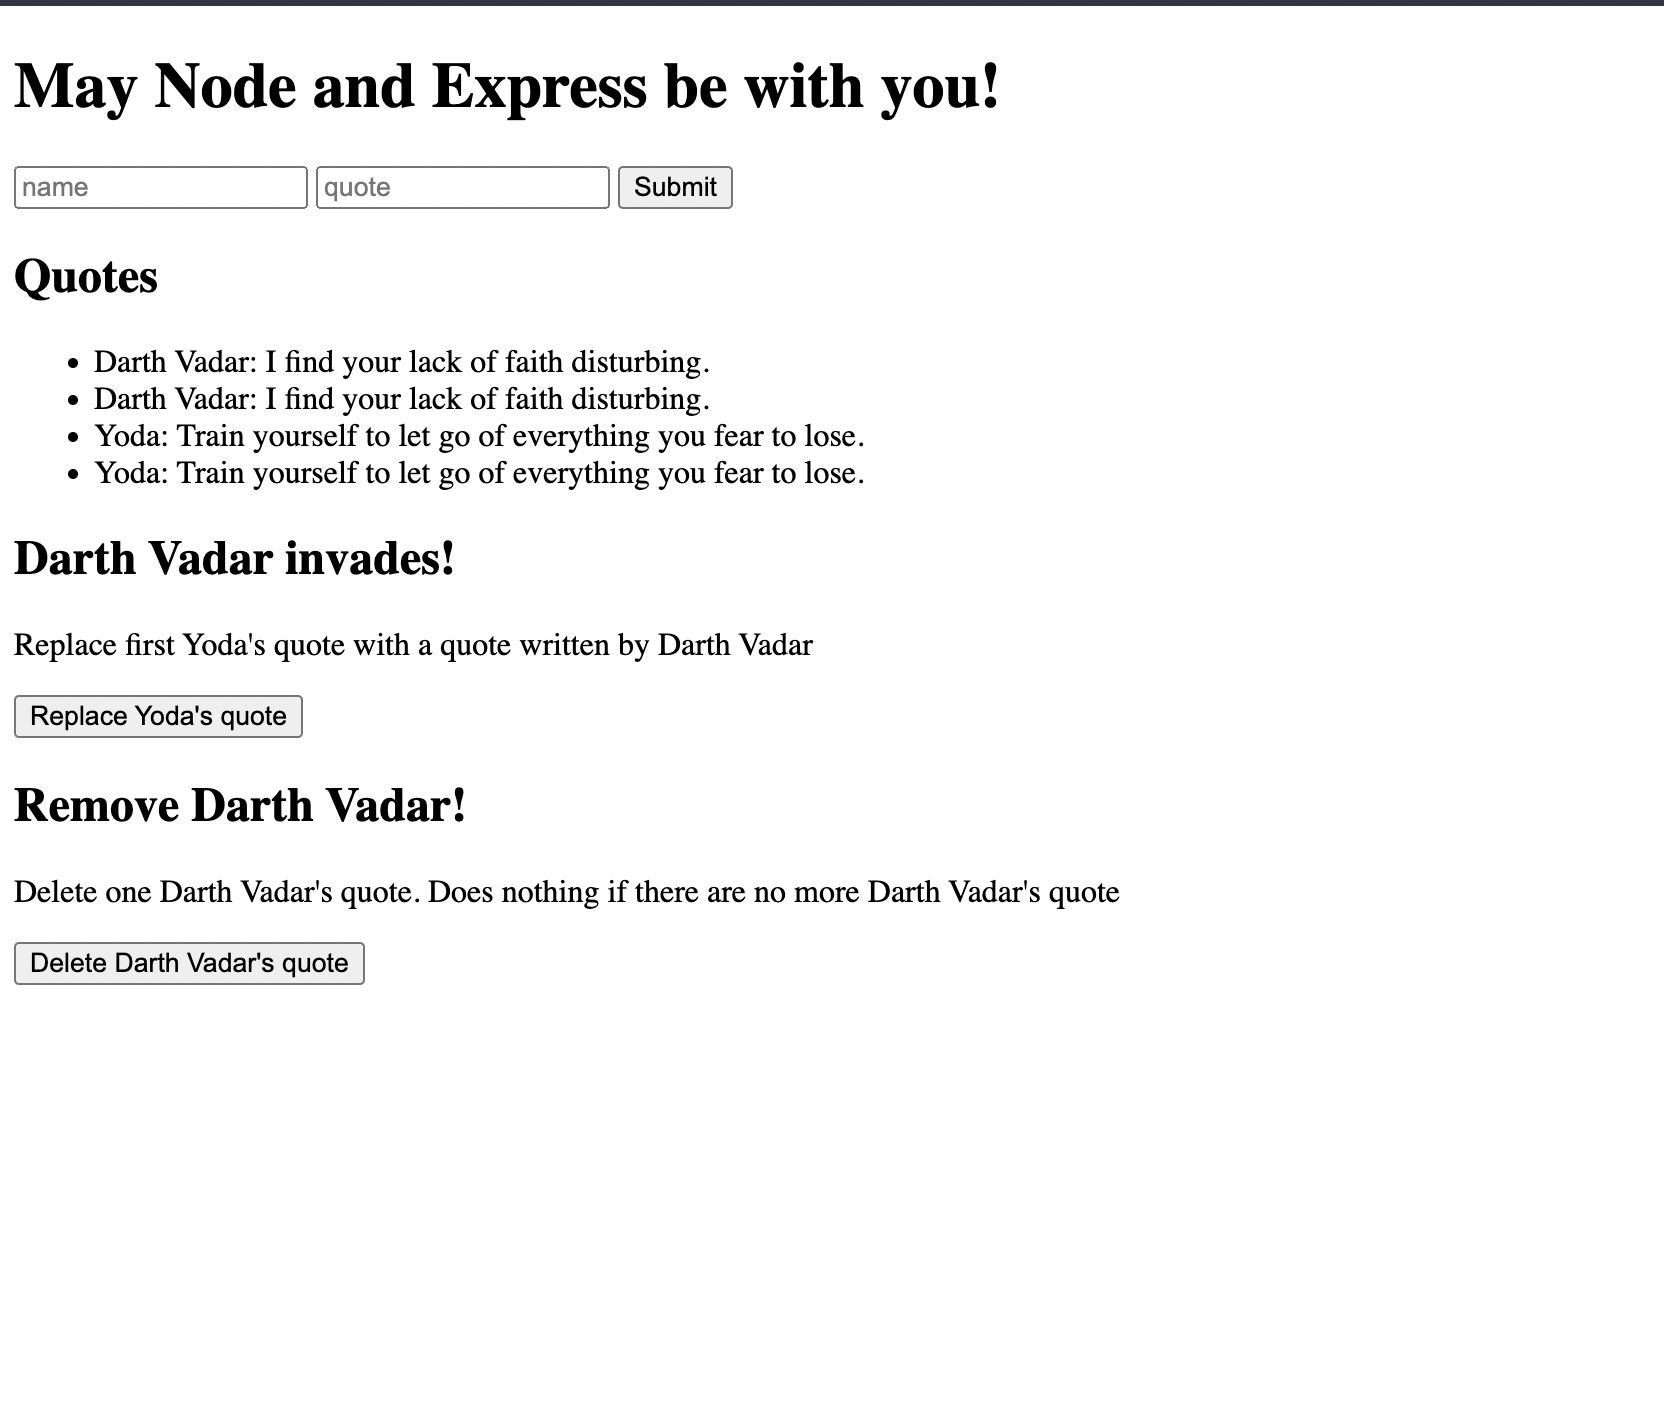 May Node and Express be with you!
name quote Submit
Quotes
Darth Vadar: I find your lack of faith disturbing.
Darth Vadar: I find your lack of faith disturbing.
Yoda: Train yourself to let go of everything you fear to lose.
Yoda: Train yourself to let go of everything you fear to lose.
Darth Vadar invades!
Replace first Yoda's quote with a quote written by Darth Vadar
Replace Yoda's quote
Remove Darth Vadar!
Delete one Darth Vadar's quote. Does nothing if there are no more Darth Vadar's quote
Delete Darth Vadar's quote